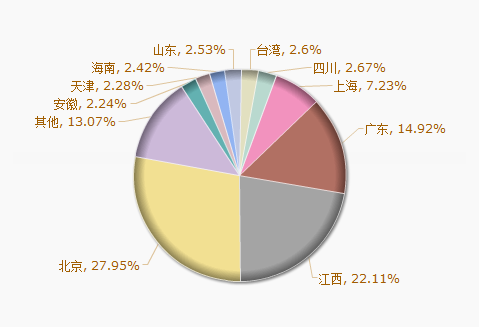 山东, 2.53%
台湾, 2.6%
海南, 2.42%
四川, 2.67%
天津, 2.28%
上海, 7.23%
安徽, 2.24%
其他, 13.07%
广东, 14.92%
北京, 27.95%
江西, 22.11%